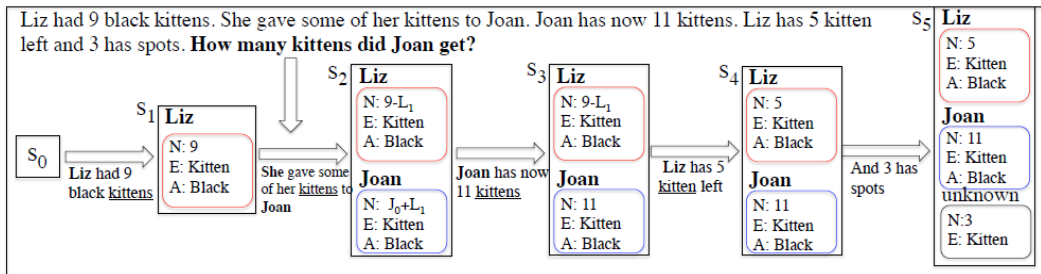 Liz had 9 black kittens. She gave some of her kittens to Joan. Joan has now 11 kittens. Liz has 5 kitten
left and 3 has spots. How many kittens did Joan get?
S0
Liz had 9
black kittens
S1
Liz
N: 9
E: Kitten
A: Black
She gave some
of her kittens to
Joan
S2
Liz
N: 9-L1
E: Kitten
A: Black
Joan
N: J0+L1
E: Kitten
A: Black
Joan has now
11 kittens
S3
Liz
N: 9-L1
E: Kitten
A: Black
Joan
N: 11
E: Kitten
A: Black
Liz has 5
kitten left
S4
Liz
N: 5
E: Kitten
A: Black
Joan
N: 11
E: Kitten
A: Black
And 3 has
spots
S5
Liz
N: 5
E: Kitten
A: Black
Joan
N: 11
E: Kitten
A: Black
unknown
N:3
E: Kitten